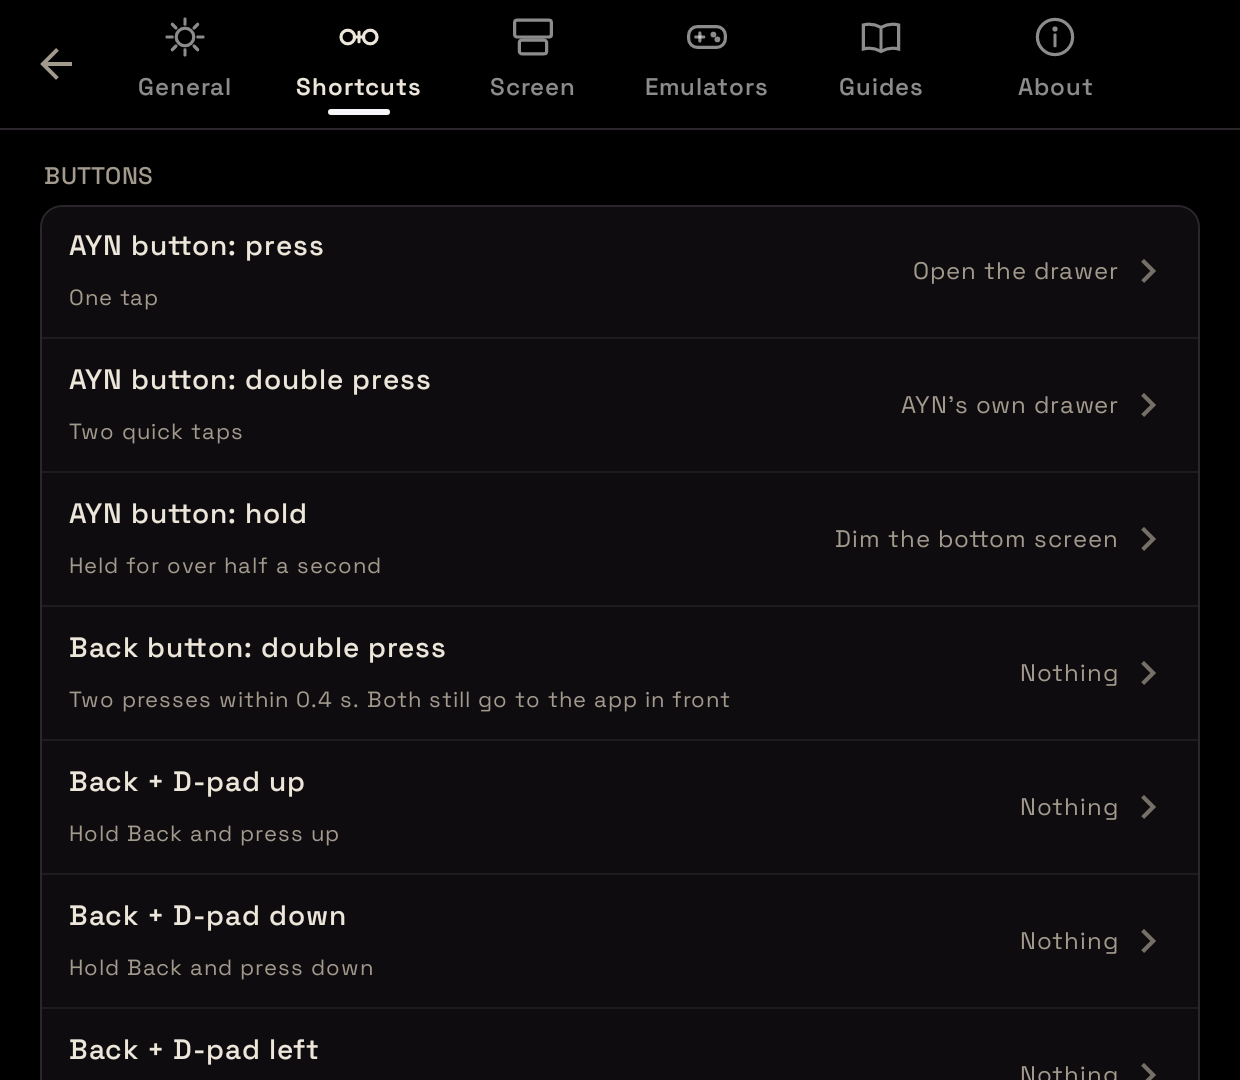 General
Shortcuts
Screen
Emulators
Guides
About
BUTTONS
AYN button: press
One tap
Open the drawer
AYN button: double press
Two quick taps
AYN’s own drawer
AYN button: hold
Held for over half a second
Dim the bottom screen
Back button: double press
Two presses within 0.4 s. Both still go to the app in front
Nothing
Back + D-pad up
Hold Back and press up
Nothing
Back + D-pad down
Hold Back and press down
Nothing
Back + D-pad left
Nothing